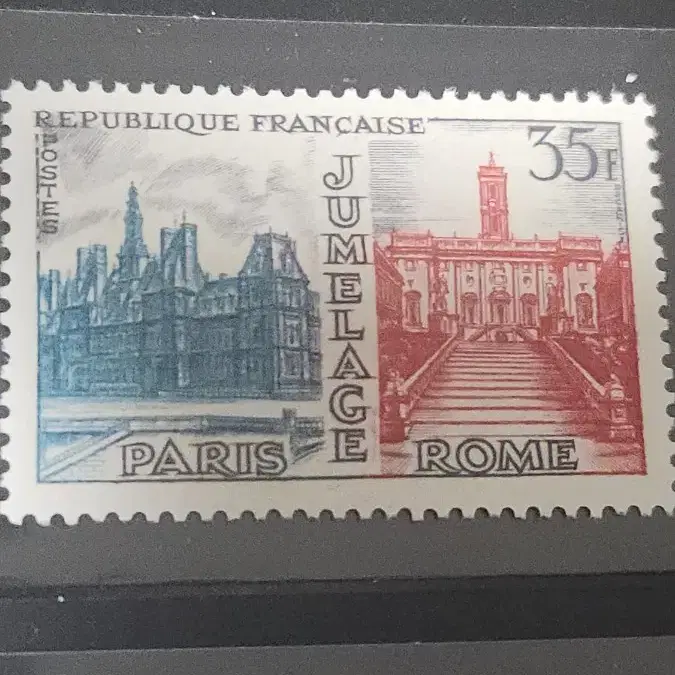 REPUBLIQUE FRANÇAISE
35F
POSTES
JUMELAGE
PARIS
ROME